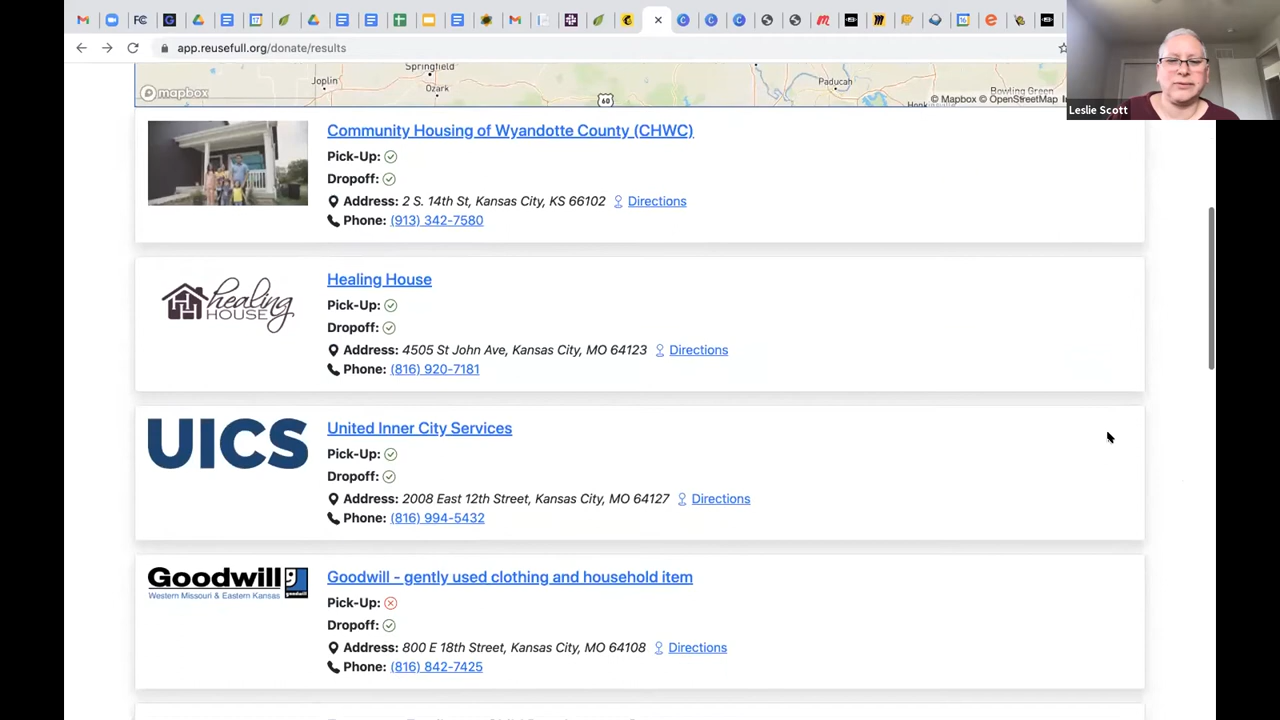 app.reusefull.org/donate/results
Leslie Scott
Springfield
Joplin
Ozark
Paducah
Bowling Green
60
mapbox
© Mapbox © OpenStreetMap
Community Housing of Wyandotte County (CHWC)
Pick-Up:
Dropoff:
Address: 2 S. 14th St, Kansas City, KS 66102 Directions
Phone: (913) 342-7580
healing
HOUSE
Healing House
Pick-Up:
Dropoff:
Address: 4505 St John Ave, Kansas City, MO 64123 Directions
Phone: (816) 920-7181
UICS
United Inner City Services
Pick-Up:
Dropoff:
Address: 2008 East 12th Street, Kansas City, MO 64127 Directions
Phone: (816) 994-5432
Goodwill
goodwill
Western Missouri & Eastern Kansas
Goodwill - gently used clothing and household item
Pick-Up:
Dropoff:
Address: 800 E 18th Street, Kansas City, MO 64108 Directions
Phone: (816) 842-7425